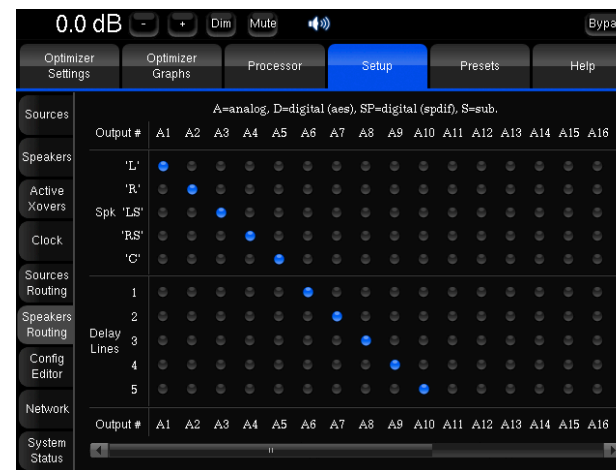 0.0 dB - + Dim Mute Bypa
Optimizer Settings Optimizer Graphs Processor Setup Presets Help
Sources
Speakers
Active Xovers
Clock
Sources Routing
Speakers Routing
Config Editor
Network
System Status
A=analog, D=digital (aes), SP=digital (spdif), S=sub.
Output # A1 A2 A3 A4 A5 A6 A7 A8 A9 A10 A11 A12 A13 A14 A15 A16
'L'
'R'
Spk 'LS'
'RS'
'C'
1
2
Delay Lines 3
4
5
Output # A1 A2 A3 A4 A5 A6 A7 A8 A9 A10 A11 A12 A13 A14 A15 A16